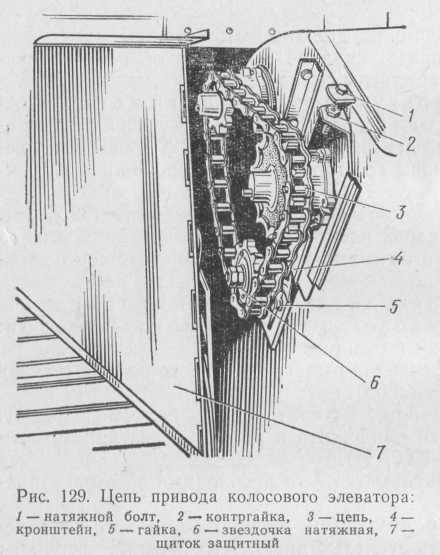 1
2
3
4
5
6
7
Рис. 129. Цепь привода колосового элеватора:
1 — натяжной болт, 2 — контргайка, 3 — цепь, 4 —
кронштейн, 5 — гайка, 6 — звездочка натяжная, 7 —
щиток защитный